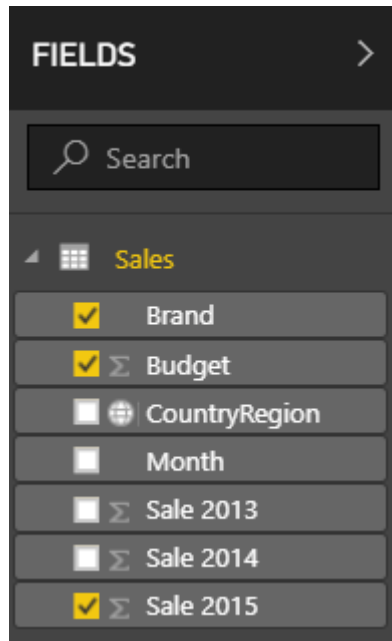 FIELDS
Search
Sales
Brand
Σ Budget
CountryRegion
Month
Σ Sale 2013
Σ Sale 2014
Σ Sale 2015